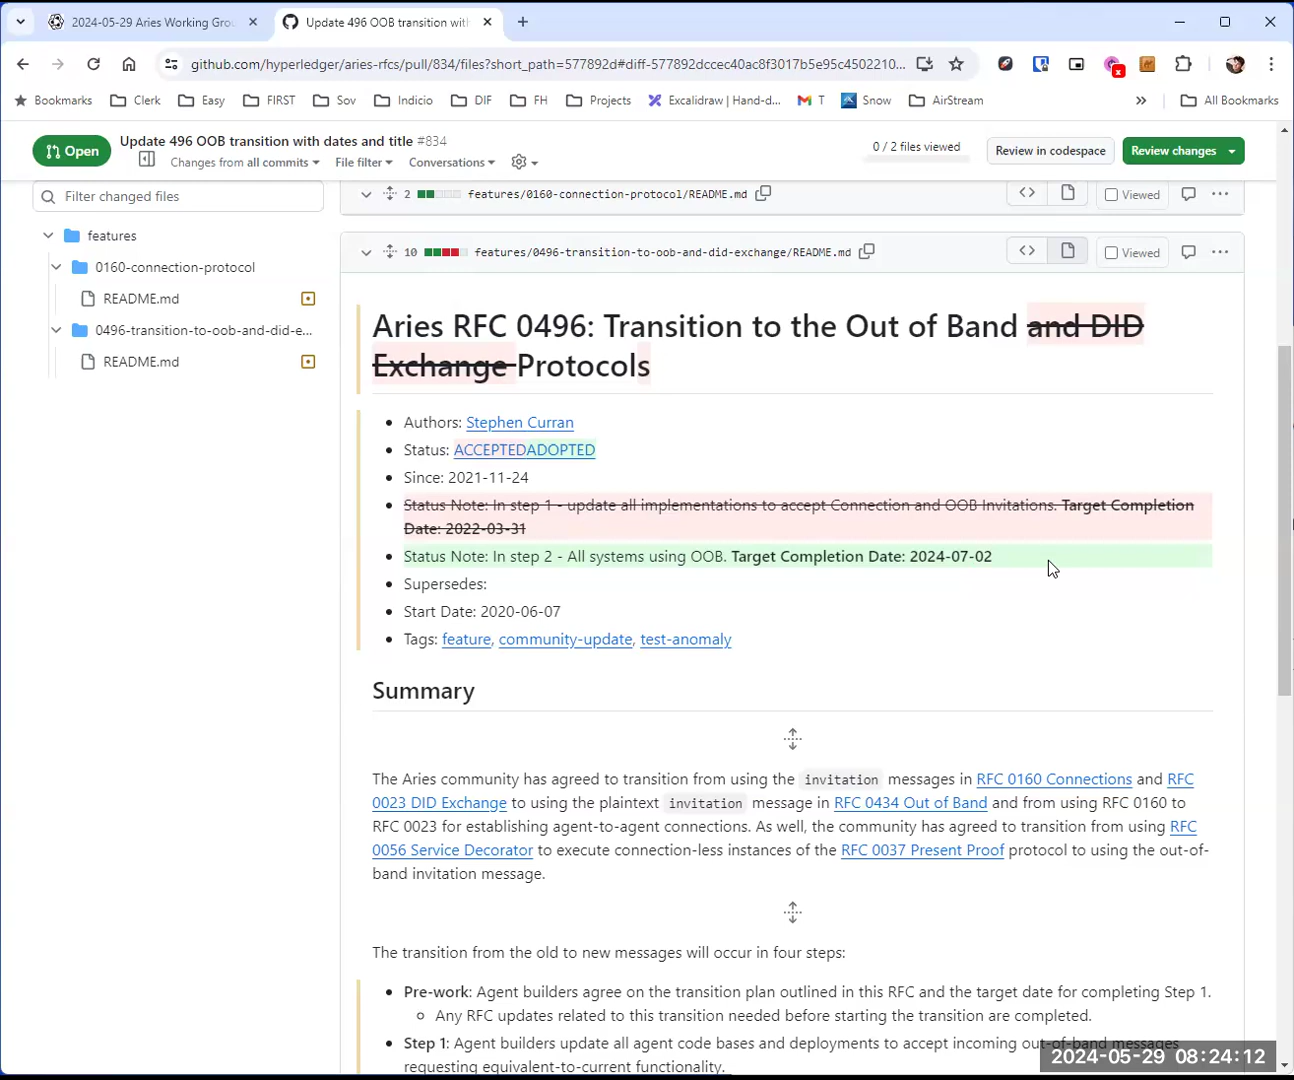 2024-05-29 Aries Working Gro
Update 496 OOB transition with
github.com/hyperledger/aries-rfcs/pull/834/files?short_path=577892d#diff-577892dccec40ac8f3017b5e95c4502210...
Bookmarks Clerk Easy FIRST Sov Indicio DIF FH Projects Excalidraw | Hand-d... T Snow AirStream » All Bookmarks
Open
Update 496 OOB transition with dates and title #834
Changes from all commits File filter Conversations
0 / 2 files viewed
Review in codespace
Review changes
Filter changed files
features
0160-connection-protocol
README.md
0496-transition-to-oob-and-did-e...
README.md
2 features/0160-connection-protocol/README.md Viewed
10 features/0496-transition-to-oob-and-did-exchange/README.md Viewed
Aries RFC 0496: Transition to the Out of Band and DID
Exchange Protocols
Authors: Stephen Curran
Status: ACCEPTEDADOPTED
Since: 2021-11-24
Status Note: In step 1 - update all implementations to accept Connection and OOB Invitations. Target Completion
Date: 2022-03-31
Status Note: In step 2 - All systems using OOB. Target Completion Date: 2024-07-02
Supersedes:
Start Date: 2020-06-07
Tags: feature, community-update, test-anomaly
Summary
The Aries community has agreed to transition from using the invitation messages in RFC 0160 Connections and RFC
0023 DID Exchange to using the plaintext invitation message in RFC 0434 Out of Band and from using RFC 0160 to
RFC 0023 for establishing agent-to-agent connections. As well, the community has agreed to transition from using RFC
0056 Service Decorator to execute connection-less instances of the RFC 0037 Present Proof protocol to using the out-of-
band invitation message.
The transition from the old to new messages will occur in four steps:
Pre-work: Agent builders agree on the transition plan outlined in this RFC and the target date for completing Step 1.
Any RFC updates related to this transition needed before starting the transition are completed.
Step 1: Agent builders update all agent code bases and deployments to accept incoming out-of-band messages
requesting equivalent-to-current functionality.
2024-05-29 08:24:12